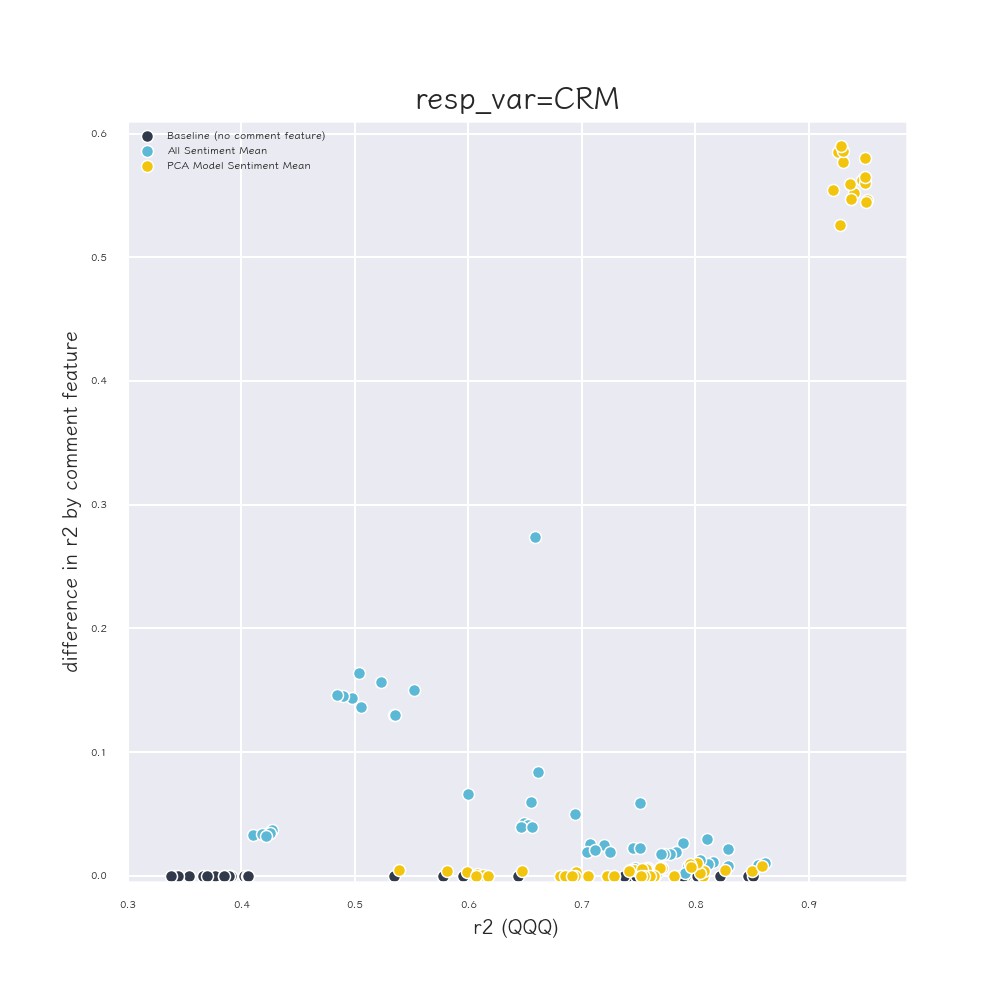 resp_var=CRM
Baseline (no comment feature)
All Sentiment Mean
PCA Model Sentiment Mean
0.6
0.5
0.4
0.3
0.2
0.1
0.0
difference in r2 by comment feature
0.3 0.4 0.5 0.6 0.7 0.8 0.9
r2 (QQQ)